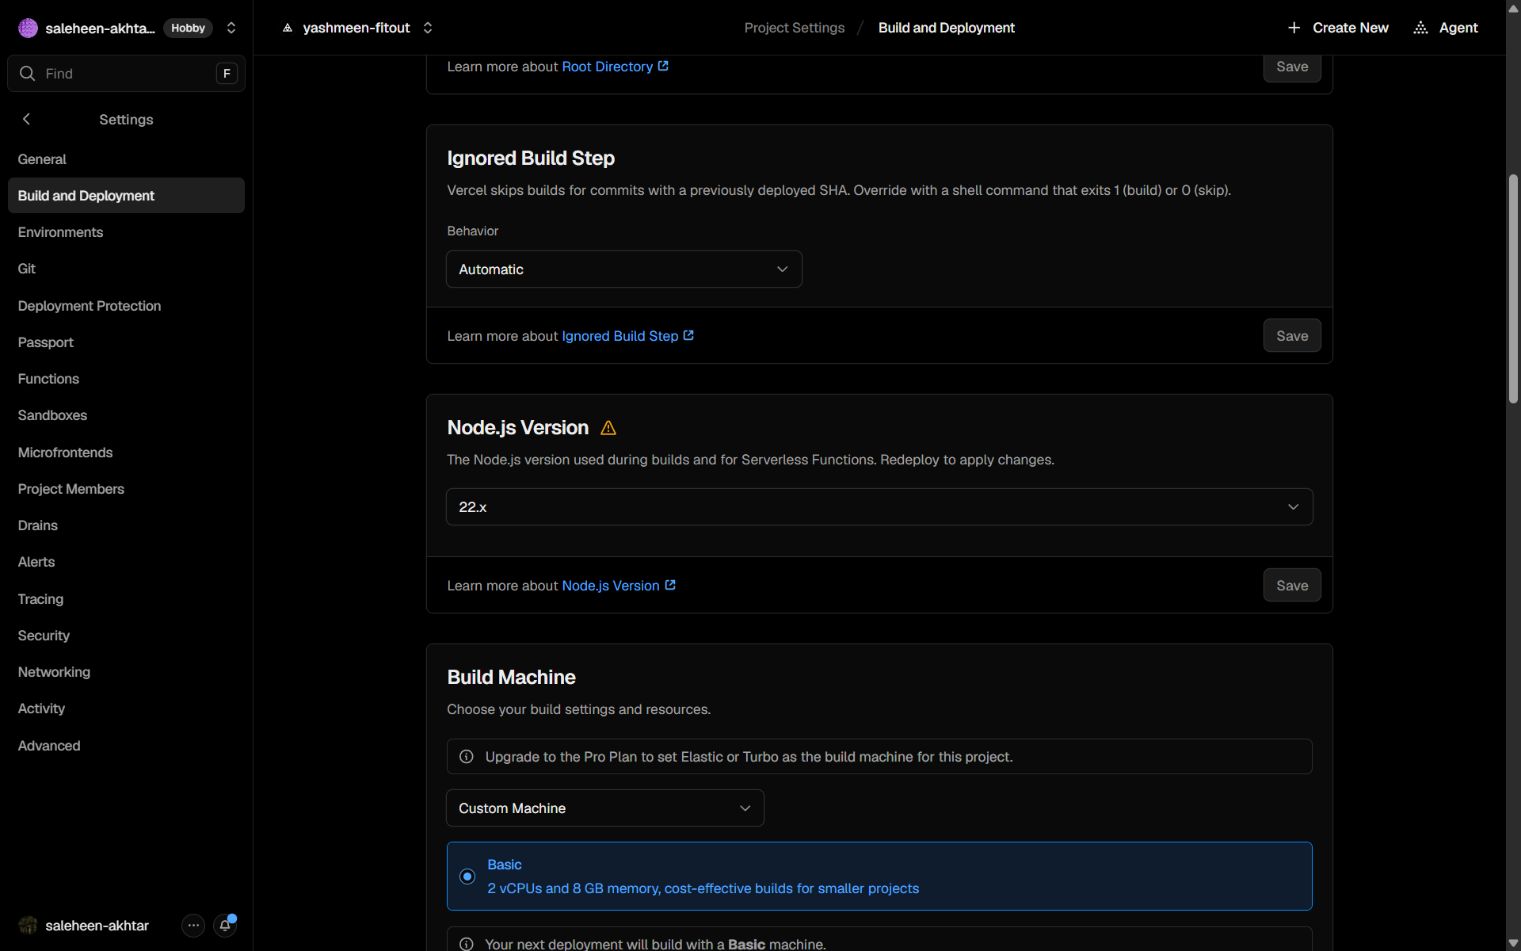 saleheen-akhta...
Hobby
Find
F
Settings
General
Build and Deployment
Environments
Git
Deployment Protection
Passport
Functions
Sandboxes
Microfrontends
Project Members
Drains
Alerts
Tracing
Security
Networking
Activity
Advanced
saleheen-akhtar
yashmeen-fitout
Project Settings / Build and Deployment
Create New
Agent
Learn more about Root Directory
Save
Ignored Build Step
Vercel skips builds for commits with a previously deployed SHA. Override with a shell command that exits 1 (build) or 0 (skip).
Behavior
Automatic
Learn more about Ignored Build Step
Save
Node.js Version
The Node.js version used during builds and for Serverless Functions. Redeploy to apply changes.
22.x
Learn more about Node.js Version
Save
Build Machine
Choose your build settings and resources.
Upgrade to the Pro Plan to set Elastic or Turbo as the build machine for this project.
Custom Machine
Basic
2 vCPUs and 8 GB memory, cost-effective builds for smaller projects
Your next deployment will build with a Basic machine.